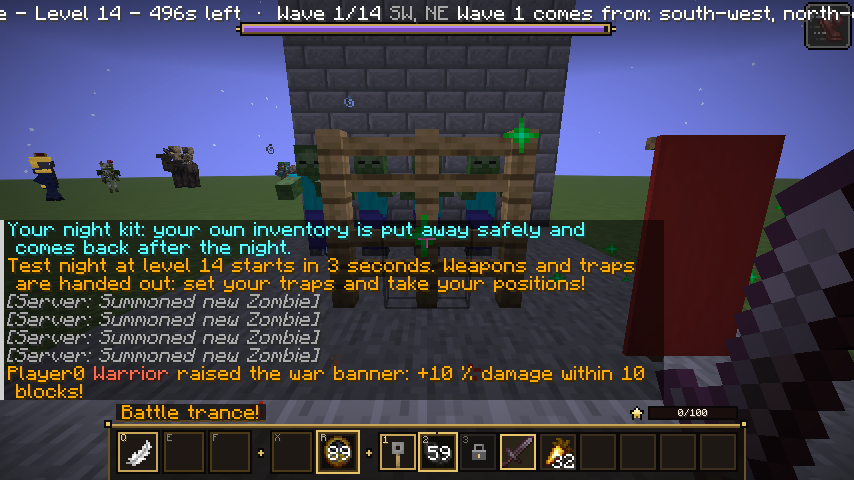 e - Level 14 - 496s left · Wave 1/14 SW, NE Wave 1 comes from: south-west, north-e
Your night kit: your own inventory is put away safely and
comes back after the night.
Test night at level 14 starts in 3 seconds. Weapons and traps
are handed out: set your traps and take your positions!
[Server: Summoned new Zombie]
[Server: Summoned new Zombie]
[Server: Summoned new Zombie]
[Server: Summoned new Zombie]
Player0 Warrior raised the war banner: +10 % damage within 10
blocks!
Battle trance!
0/100
Q E F X R 89 1 2 59 3 32